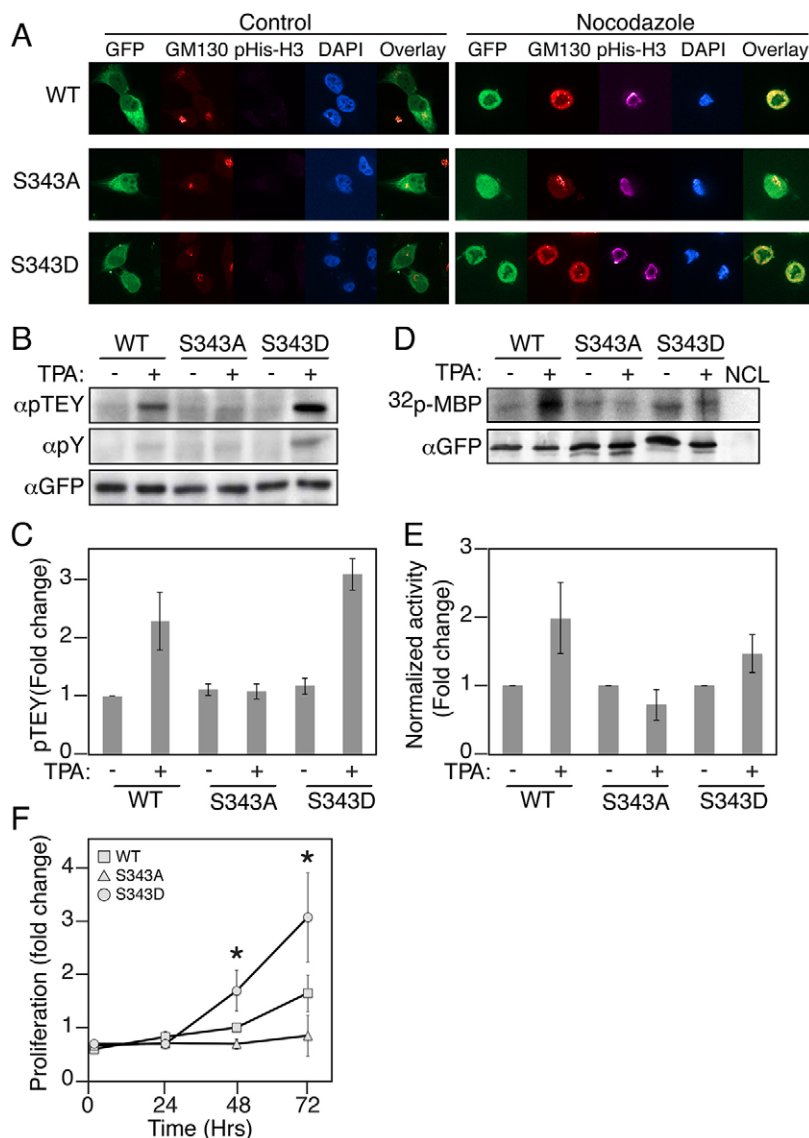 A
Control Nocodazole
GFP GM130 pHis-H3 DAPI Overlay GFP GM130 pHis-H3 DAPI Overlay
WT
S343A
S343D
B
WT S343A S343D
TPA: - + - + - +
αpTEY
αpY
αGFP
D
WT S343A S343D
TPA: - + - + - + NCL
32p-MBP
αGFP
C
pTEY(Fold change)
3
2
1
0
TPA: - + - + - +
WT S343A S343D
E
Normalized activity
(Fold change)
3
2
1
0
TPA: - + - + - +
WT S343A S343D
F
Proliferation (fold change)
WT
S343A
S343D
* *
4
3
2
1
0
0 24 48 72
Time (Hrs)